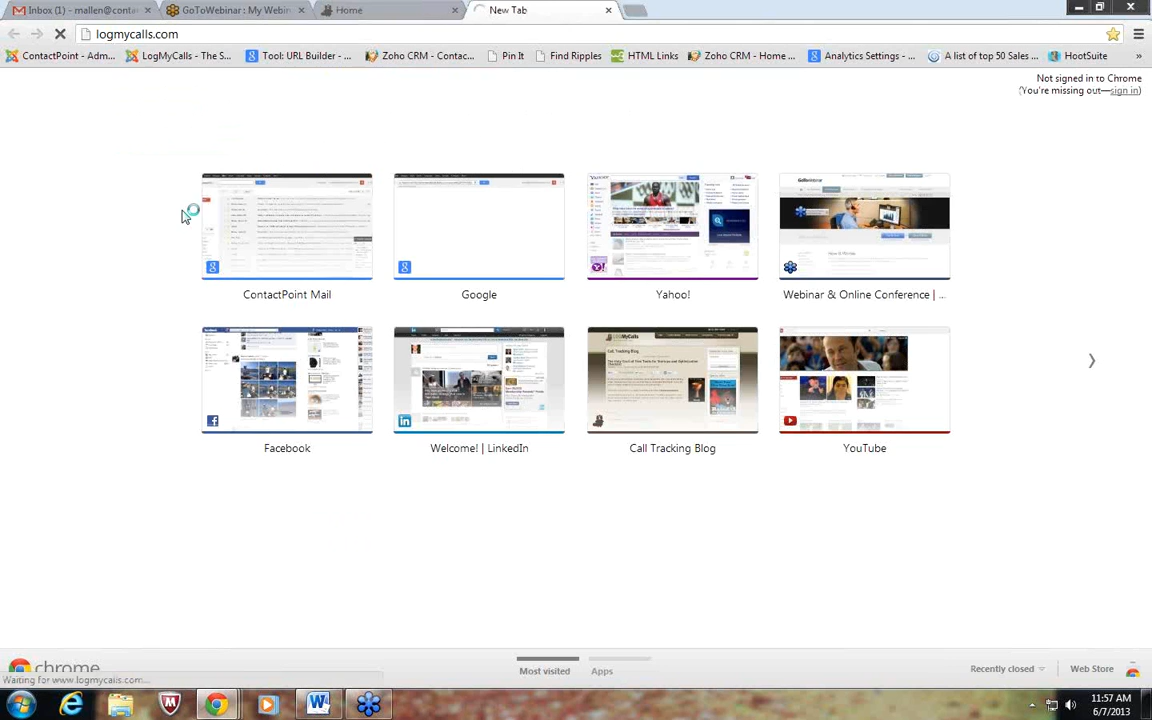 Inbox (1) - mallen@conta
GoToWebinar : My Webin
Home
New Tab
logmycalls.com
ContactPoint - Adm...
LogMyCalls - The S...
Tool: URL Builder - ...
Zoho CRM - Contac...
Pin It
Find Ripples
HTML Links
Zoho CRM - Home ...
Analytics Settings - ...
A list of top 50 Sales ...
HootSuite
»
Not signed in to Chrome
(You're missing out—sign in)
ContactPoint Mail
Google
Yahoo!
Webinar & Online Conference | ...
Facebook
Welcome! | LinkedIn
Call Tracking Blog
YouTube
chrome
Waiting for www.logmycalls.com...
Most visited
Apps
Recently closed
Web Store
11:57 AM
6/7/2013